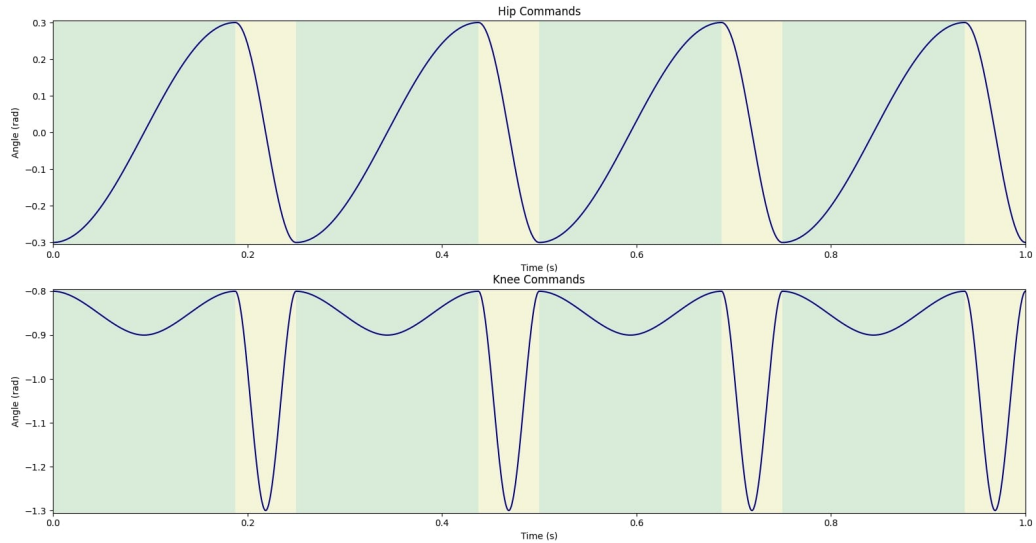 Hip Commands
Angle (rad)
0.3
0.2
0.1
0.0
−0.1
−0.2
−0.3
0.0 0.2 0.4 0.6 0.8 1.0
Time (s)
Knee Commands
Angle (rad)
−0.8
−0.9
−1.0
−1.1
−1.2
−1.3
0.0 0.2 0.4 0.6 0.8 1.0
Time (s)